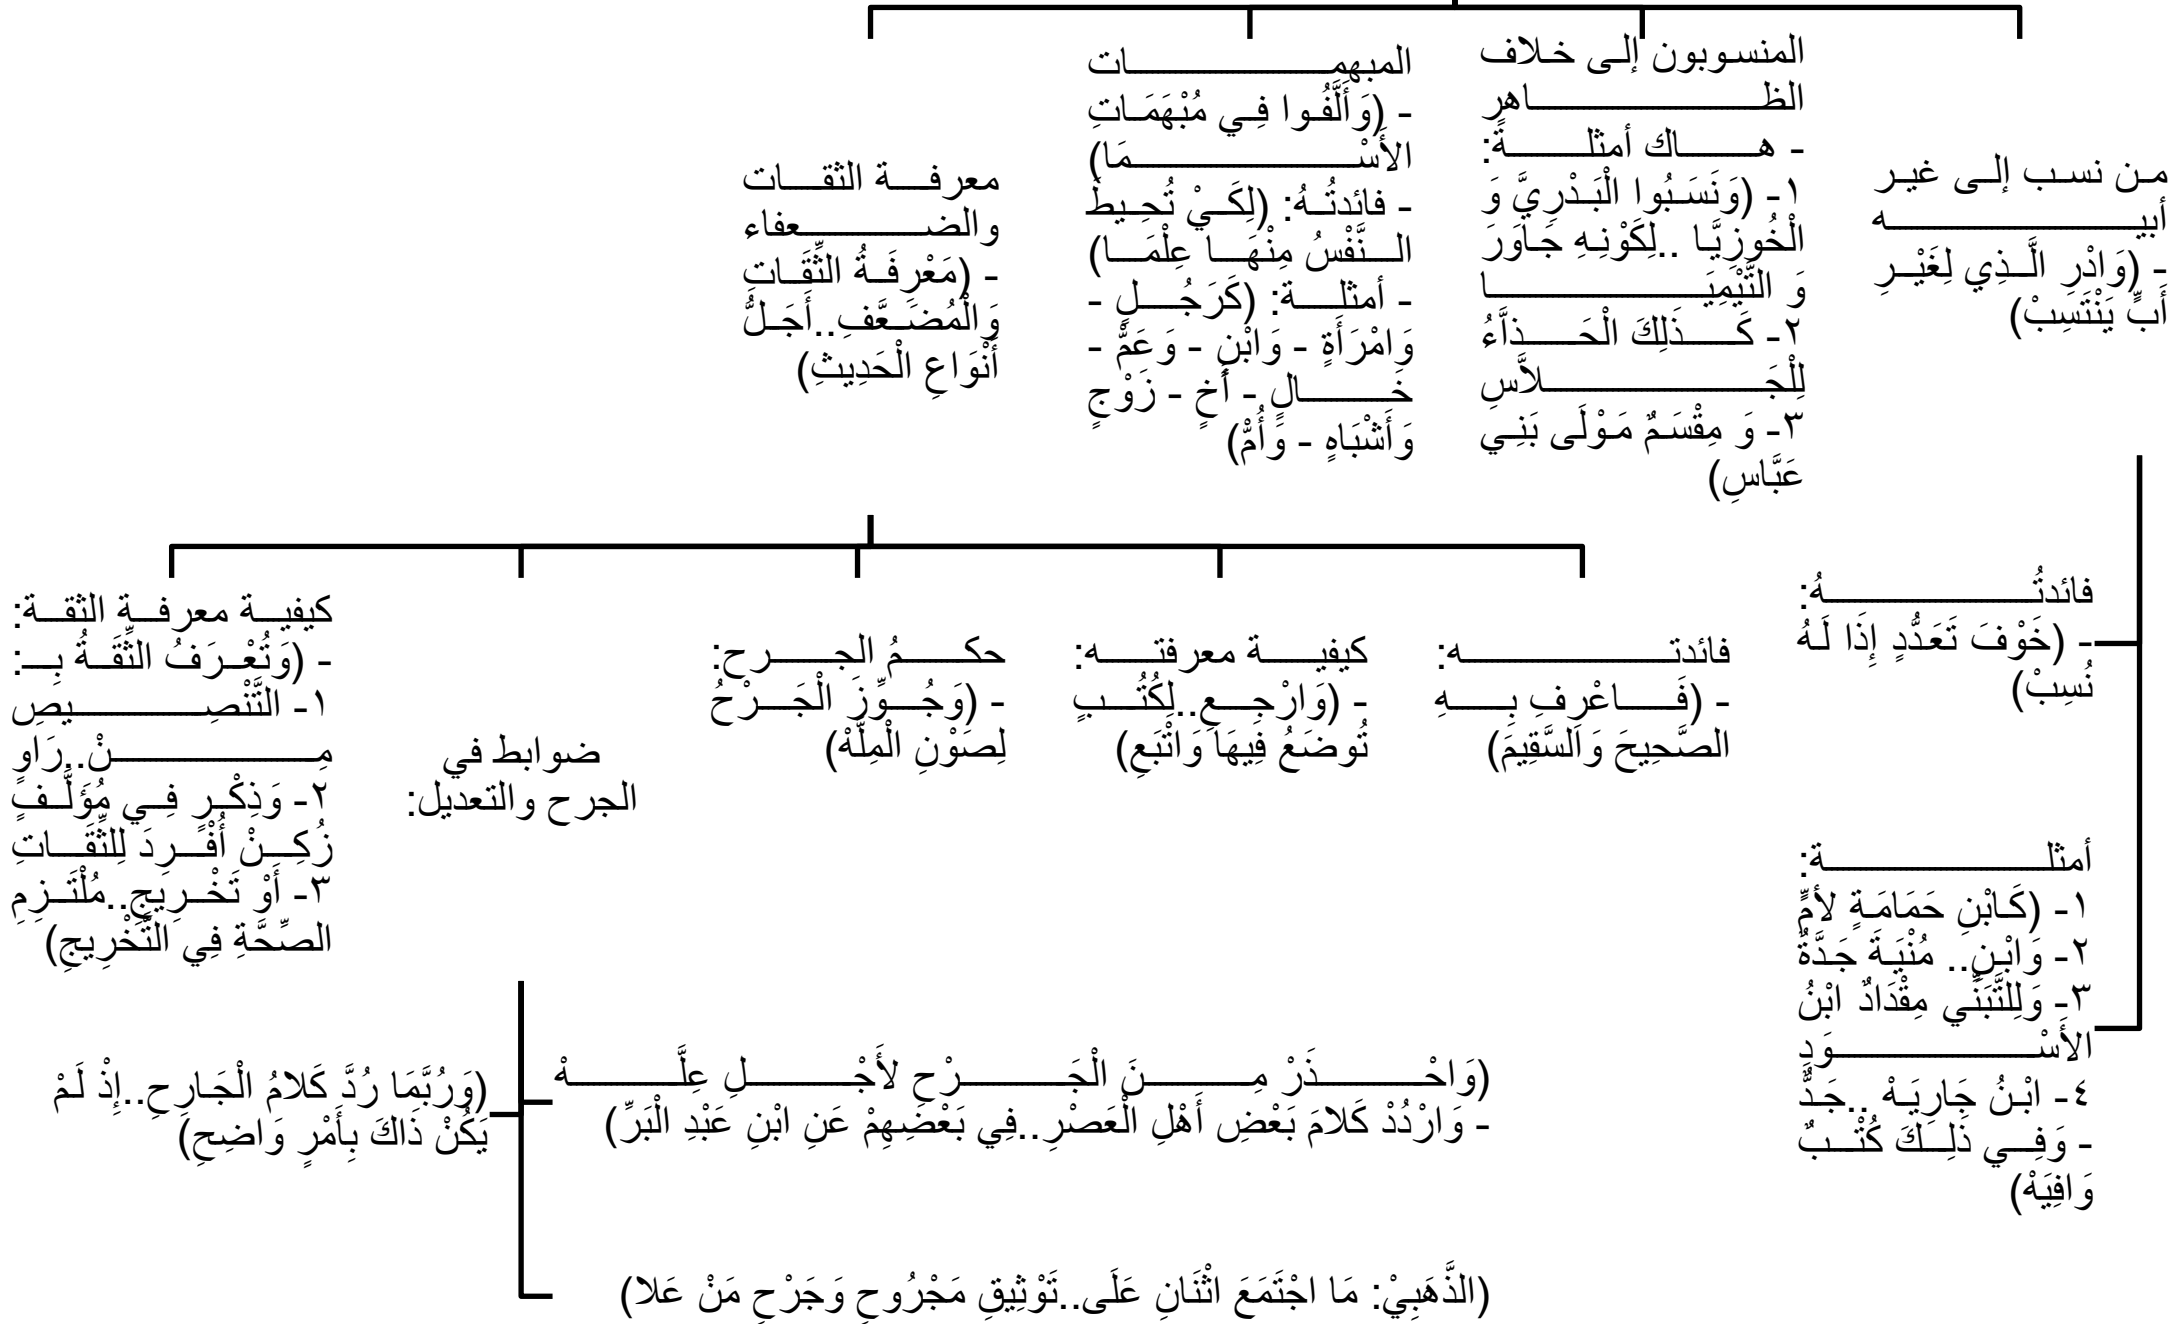 من نسب إلى غير
أبيه
- (وَادْرِ الَّذِي لِغَيْرِ
أَبٍّ يَنْتَسِبْ)
المنسوبون إلى خلاف
الظاهر
- هاك أمثلةً:
١- (وَنَسَبُوا الْبَدْرِيَّ وَ
الْخُوزِيَّا ..لِكَوْنِهِ جَاوَرَ
وَ التَّيْمِيَا
٢- كَذَلِكَ الْحَذاَّءُ
لِلْجَلاَّسِ
٣- وَ مِقْسَمٌ مَوْلَى بَنِي
عَبَّاسِ)
المبهمات
- (وَأَلَّفُوا فِي مُبْهَمَاتِ
الأَسْمَا)
- فائدتُهُ: (لِكَيْ تُحِيطَ
النَّفْسُ مِنْهَا عِلْمَا)
- أمثلة: (كَرَجُلٍ -
وَامْرَأَةٍ - وَابْنٍ - وَعَمّْ -
خَالٍ - أَخٍ - زَوْجٍ
وَأَشْبَاهٍ - وَأُمّْ)
معرفة الثقات
والضعفاء
- (مَعْرِفَةُ الثِّقَاتِ
وَالْمُضَعَّفِ..أَجَلُّ
أَنْوَاعِ الْحَدِيثِ)
فائدتُهُ:
- (خَوْفَ تَعَدُّدٍ إِذَا لَهُ
نُسِبْ)
أمثلة:
١- (كَابْنِ حَمَامَةٍ لأمٍّ
٢- وَابْنِ.. مُنْيَةَ جَدَّةٌ
٣- وَلِلتَّبَنِّي مِقْدَادٌ ابْنُ
الأَسْوَدِ
٤- ابْنُ جَارِيَهْ ..جَدٌّ
- وَفِي ذَلِكَ كُتْبٌ
وَافِيَهْ)
فائدته:
- (فَاعْرِفِ بِهِ
الصَّحِيحَ وَالسَّقِيمَ)
كيفية معرفته:
- (وَارْجِعِ..لِكُتُبٍ
تُوضَعُ فِيهَا وَاتْبَعِ)
حكمُ الجرح:
- (وَجُوِّزَ الْجَرْحُ
لِصَوْنِ الْمِلَّهْ)
ضوابط في
الجرح والتعديل:
كيفية معرفة الثقة:
- (وَتُعْرَفُ الثِّقَةُ بِـ:
١- التَّنْصِيصِ
مِنْ..رَاوٍ
٢- وَذِكْرٍ فِي مُؤَلَّفٍ
زُكِنْ أُفْرِدَ لِلثِّقَاتِ
٣- أَوْ تَخْرِيجِ..مُلْتَزِمِ
الصِّحَّةِ فِي التَّخْرِيجِ)
(وَاحْذَرْ مِنَ الْجَرْحِ لأَجْلِ عِلَّهْ
- وَارْدُدْ كَلامَ بَعْضِ أَهْلِ الْعَصْرِ..فِي بَعْضِهِمْ عَنِ ابْنِ عَبْدِ الْبَرِّ)
(وَرُبَّمَا رُدَّ كَلامُ الْجَارِحِ..إِذْ لَمْ
يَكُنْ ذَاكَ بِأَمْرٍ وَاضِحِ)
(الذَّهَبِيْ: مَا اجْتَمَعَ اثْنَانِ عَلَى..تَوْثِيقِ مَجْرُوحٍ وَجَرْحِ مَنْ عَلا)